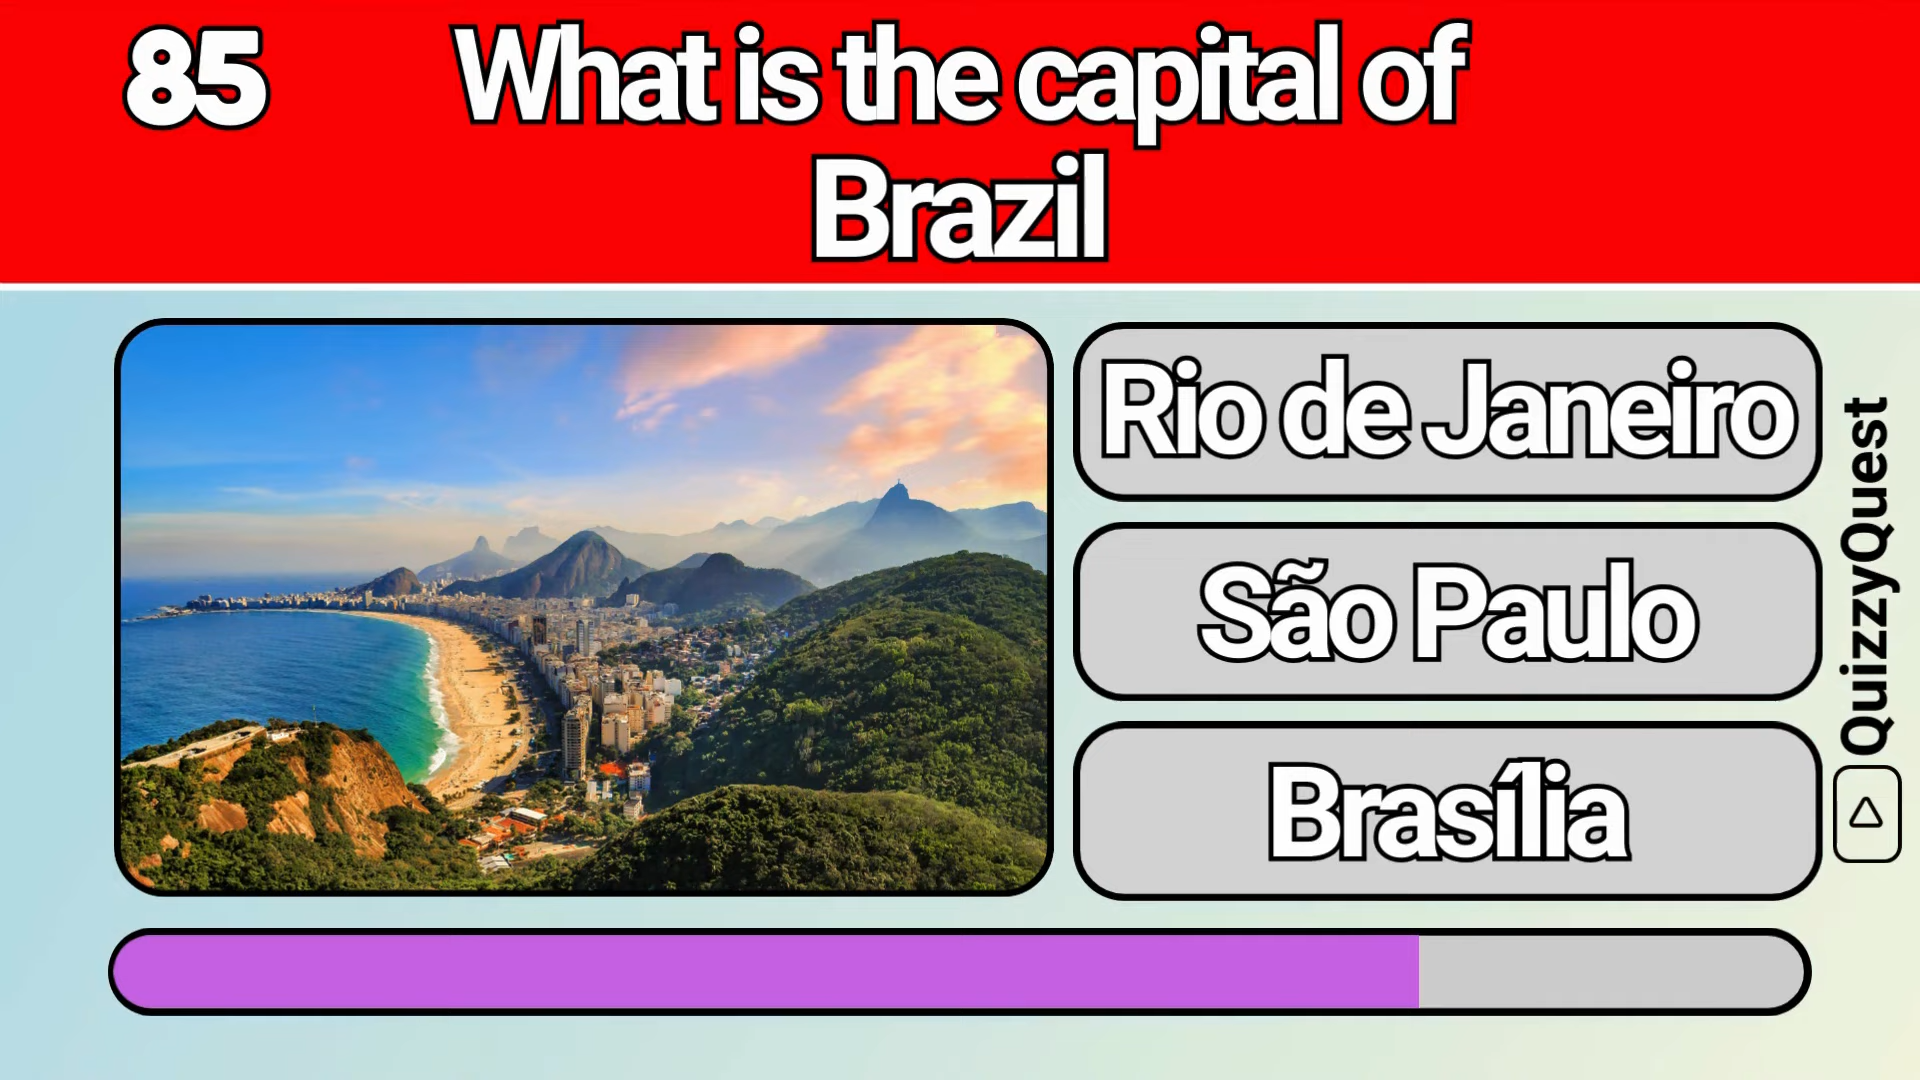 85
What is the capital of
Brazil
Rio de Janeiro
São Paulo
Brasília
QuizzyQuest